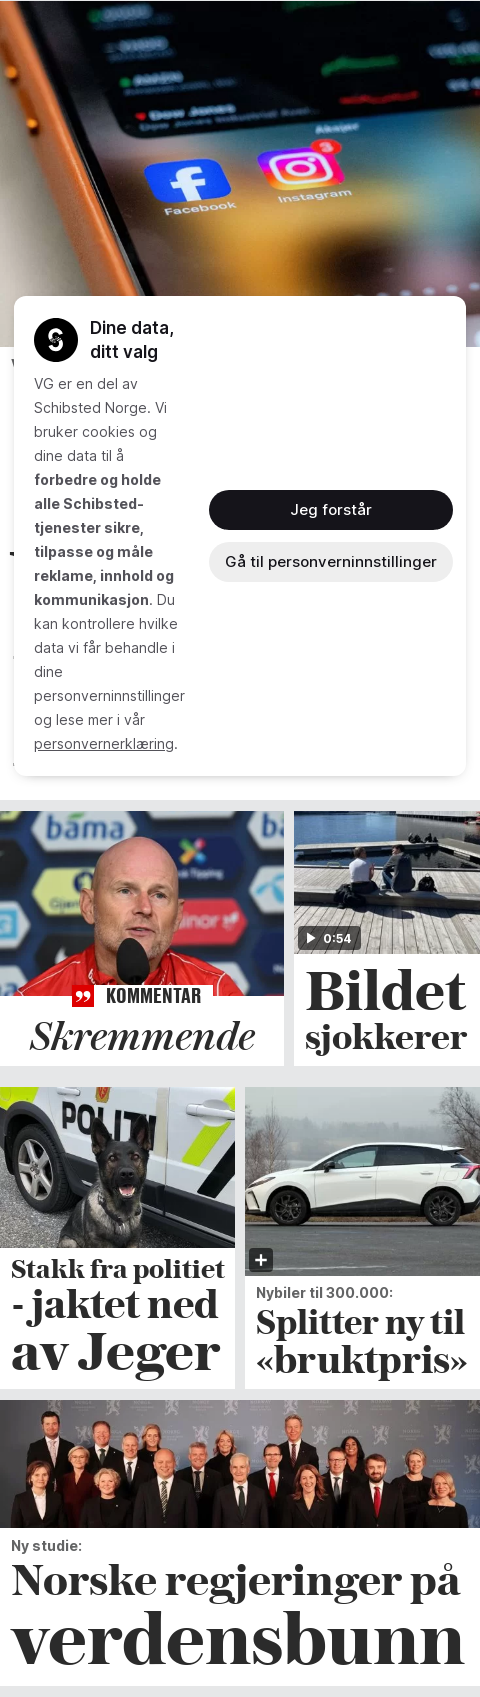 Dow Jones
Aksjer
3
Facebook
Instagram
Dine data,
ditt valg
VG er en del av
Schibsted Norge. Vi
bruker cookies og
dine data til å
forbedre og holde
alle Schibsted-
tjenester sikre,
tilpasse og måle
reklame, innhold og
kommunikasjon. Du
kan kontrollere hvilke
data vi får behandle i
dine
personverninnstillinger
og lese mer i vår
personvernerklæring.
Jeg forstår
Gå til personverninnstillinger
bama
Tipping
0:54
KOMMENTAR
Skremmende
Bildet
sjokkerer
POLITI
Stakk fra politiet
- jaktet ned
av Jeger
Nybiler til 300.000:
Splitter ny til
«bruktpris»
Ny studie:
Norske regjeringer på
verdensbunn